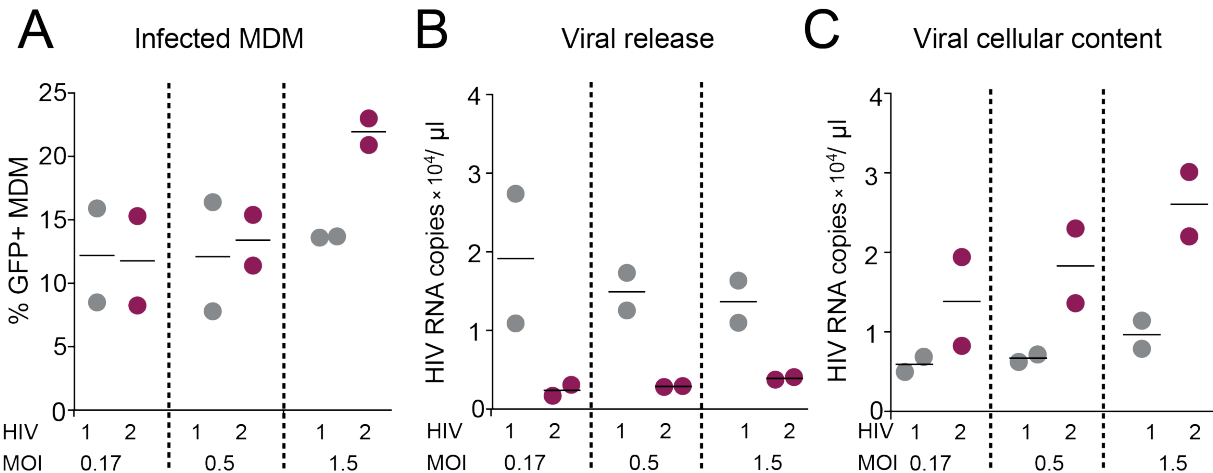 A
Infected MDM
% GFP+ MDM
25
20
15
10
5
0
HIV 1 2 1 2 1 2
MOI 0.17 0.5 1.5
B
Viral release
HIV RNA copies × 10⁴/ µl
4
3
2
1
0
HIV 1 2 1 2 1 2
MOI 0.17 0.5 1.5
C
Viral cellular content
HIV RNA copies × 10⁴/ µl
4
3
2
1
0
HIV 1 2 1 2 1 2
MOI 0.17 0.5 1.5